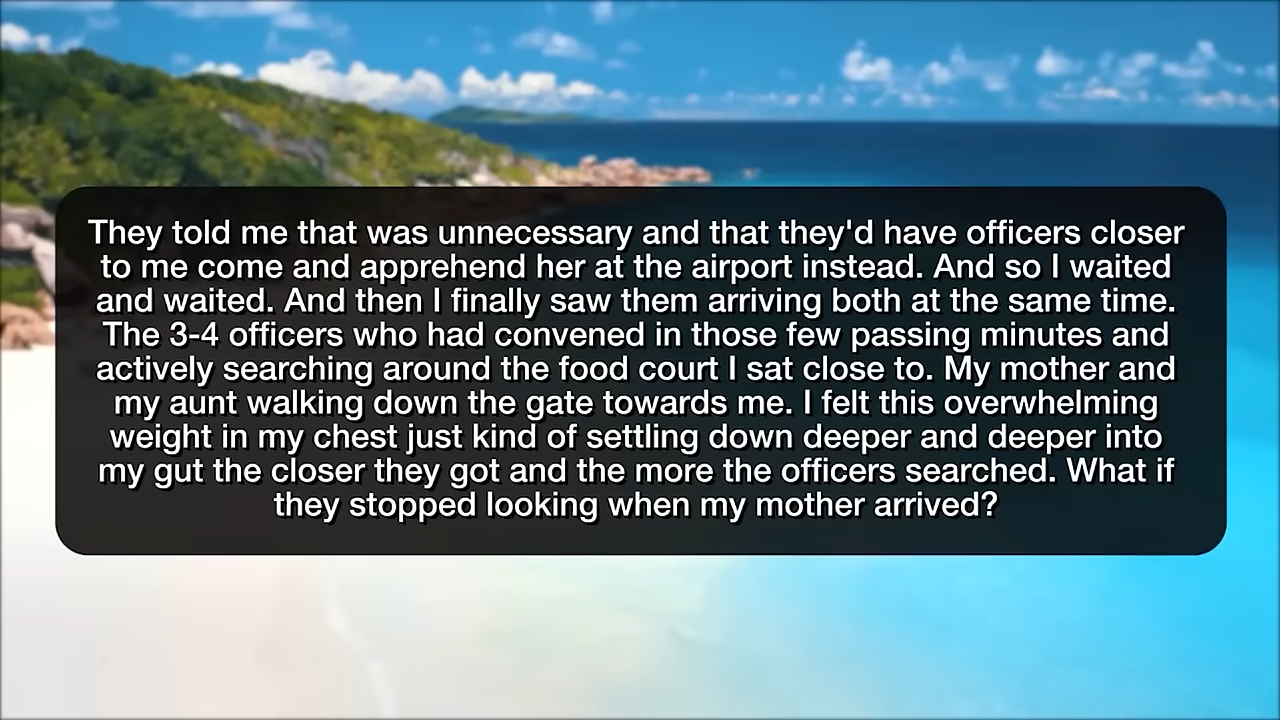 They told me that was unnecessary and that they'd have officers closer
to me come and apprehend her at the airport instead. And so I waited
and waited. And then I finally saw them arriving both at the same time.
The 3-4 officers who had convened in those few passing minutes and
actively searching around the food court I sat close to. My mother and
my aunt walking down the gate towards me. I felt this overwhelming
weight in my chest just kind of settling down deeper and deeper into
my gut the closer they got and the more the officers searched. What if
they stopped looking when my mother arrived?